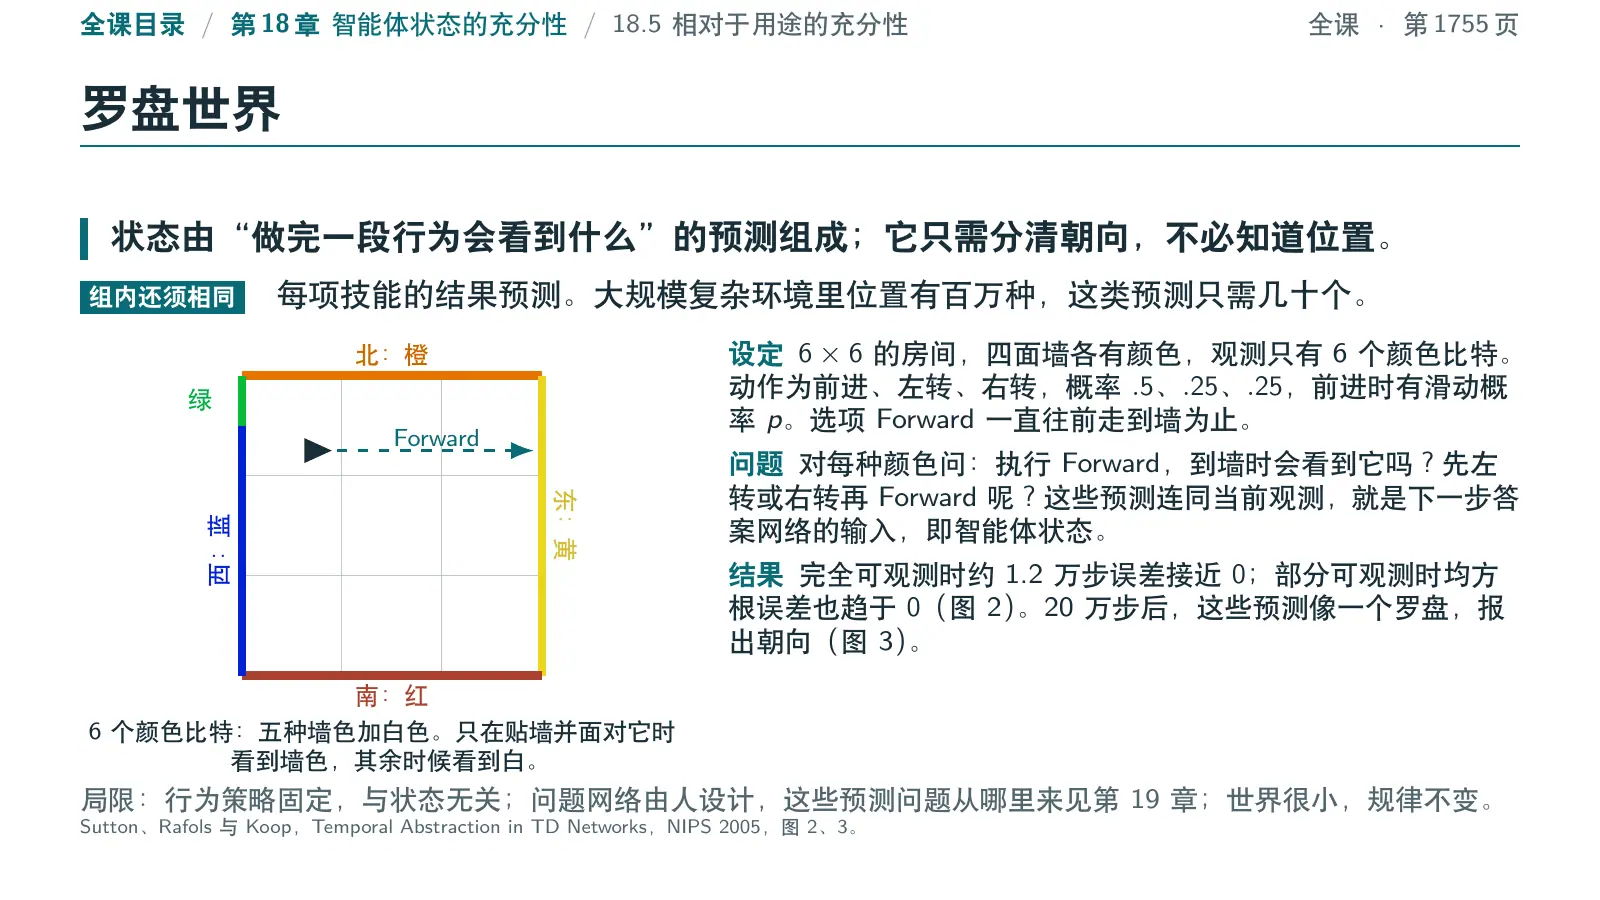 全课目录 / 第 18 章 智能体状态的充分性 / 18.5 相对于用途的充分性
全课 · 第 1755 页
罗盘世界
状态由“做完一段行为会看到什么”的预测组成；它只需分清朝向，不必知道位置。
组内还须相同 每项技能的结果预测。大规模复杂环境里位置有百万种，这类预测只需几十个。
北：橙
绿
Forward
西：蓝
东：黄
南：红
6 个颜色比特：五种墙色加白色。只在贴墙并面对它时
看到墙色，其余时候看到白。
设定 6 × 6 的房间，四面墙各有颜色，观测只有 6 个颜色比特。
动作为前进、左转、右转，概率 .5、.25、.25，前进时有滑动概
率 p。选项 Forward 一直往前走到墙为止。
问题 对每种颜色问：执行 Forward，到墙时会看到它吗？先左
转或右转再 Forward 呢？这些预测连同当前观测，就是下一步答
案网络的输入，即智能体状态。
结果 完全可观测时约 1.2 万步误差接近 0；部分可观测时均方
根误差也趋于 0（图 2）。20 万步后，这些预测像一个罗盘，报
出朝向（图 3）。
局限：行为策略固定，与状态无关；问题网络由人设计，这些预测问题从哪里来见第 19 章；世界很小，规律不变。
Sutton、Rafols 与 Koop，Temporal Abstraction in TD Networks，NIPS 2005，图 2、3。